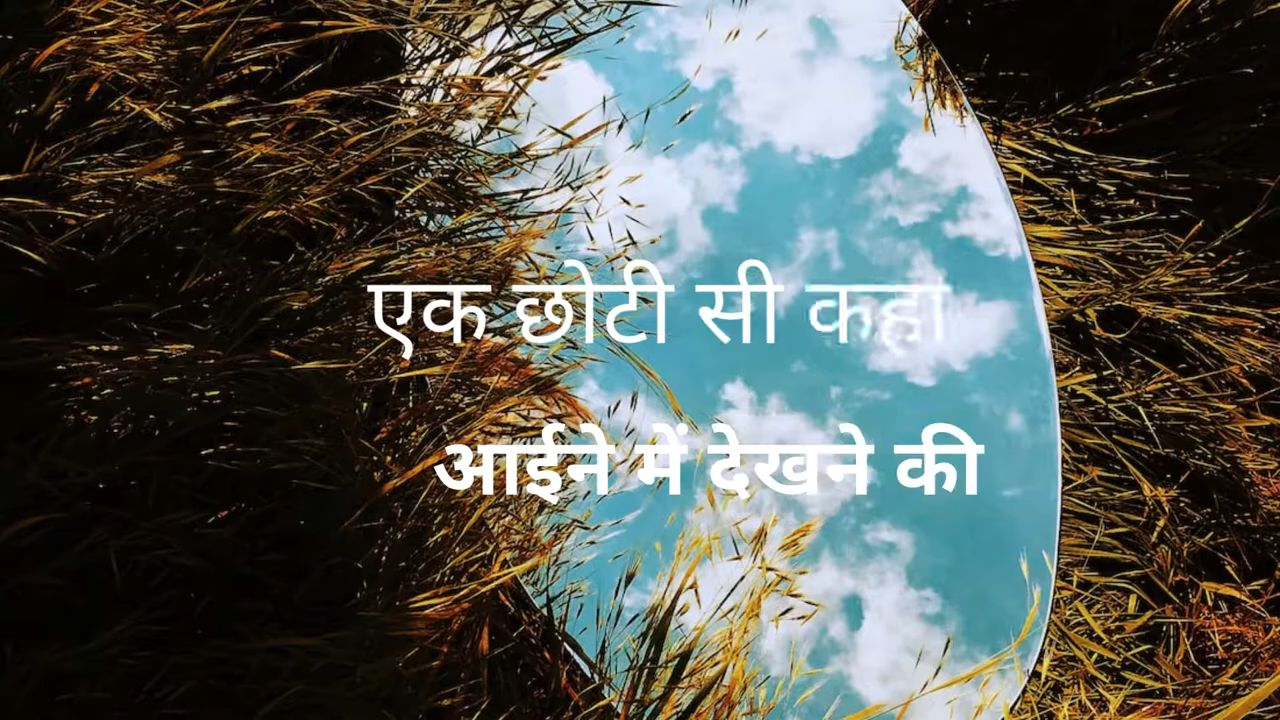 एक छोटी सी कहा
आईने में देखने की